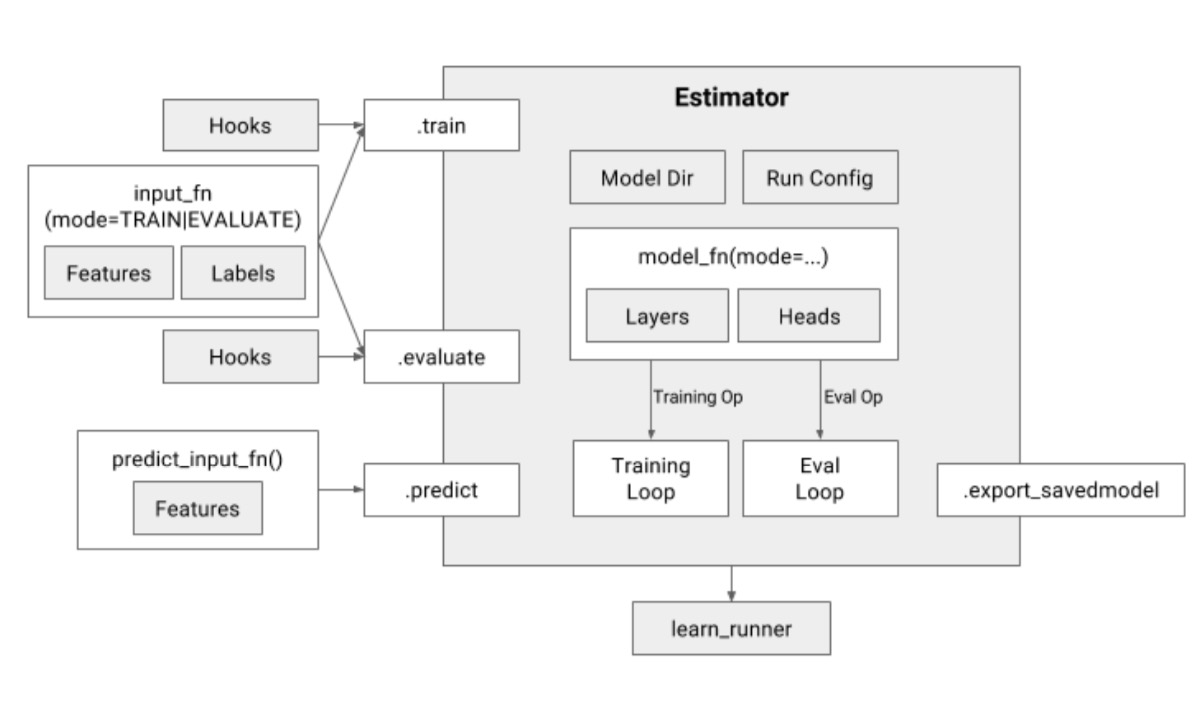 Estimator
Hooks
.train
input_fn
(mode=TRAIN|EVALUATE)
Features
Labels
Hooks
.evaluate
predict_input_fn()
Features
.predict
Model Dir
Run Config
model_fn(mode=...)
Layers
Heads
Training Op
Eval Op
Training
Loop
Eval
Loop
.export_savedmodel
learn_runner